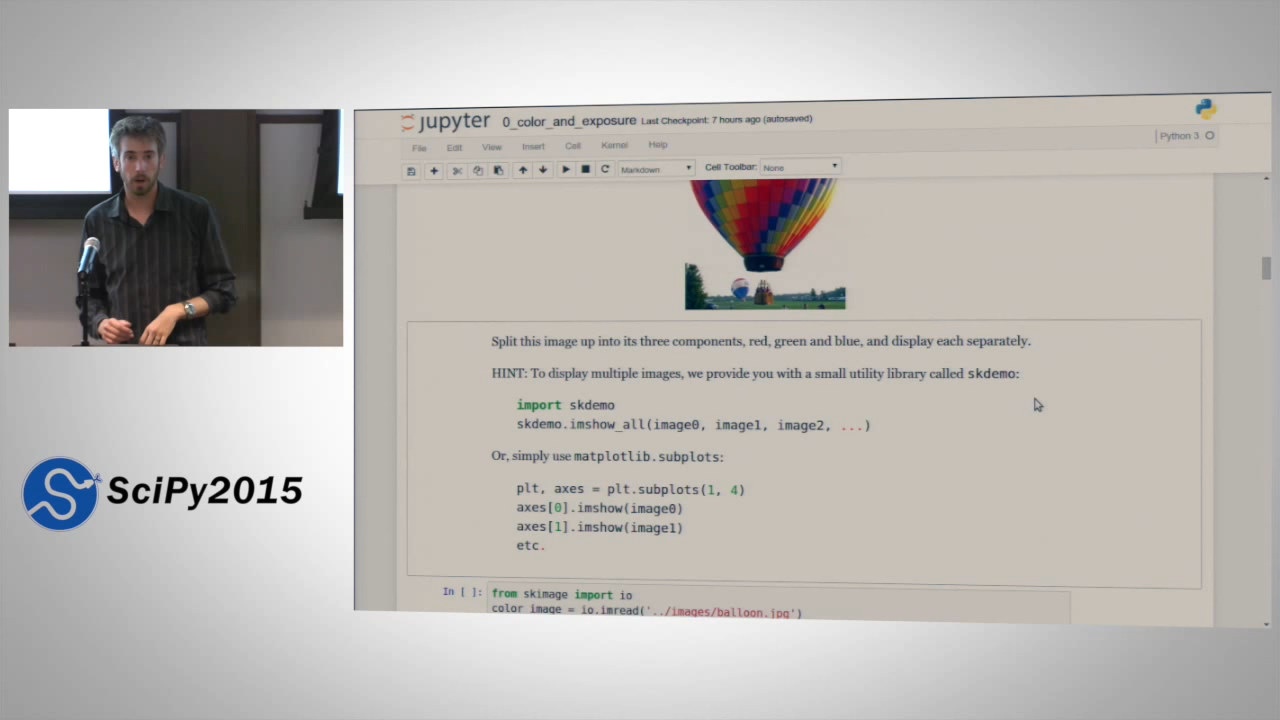 jupyter 0_color_and_exposure Last Checkpoint: 7 hours ago (autosaved)
File Edit View Insert Cell Kernel Help
Python 3
Markdown Cell Toolbar: None
Split this image up into its three components, red, green and blue, and display each separately.
HINT: To display multiple images, we provide you with a small utility library called skdemo:
import skdemo
skdemo.imshow_all(image0, image1, image2, ...)
Or, simply use matplotlib.subplots:
plt, axes = plt.subplots(1, 4)
axes[0].imshow(image0)
axes[1].imshow(image1)
etc.
In [ ]: from skimage import io
color_image = io.imread('../images/balloon.jpg')
SciPy2015